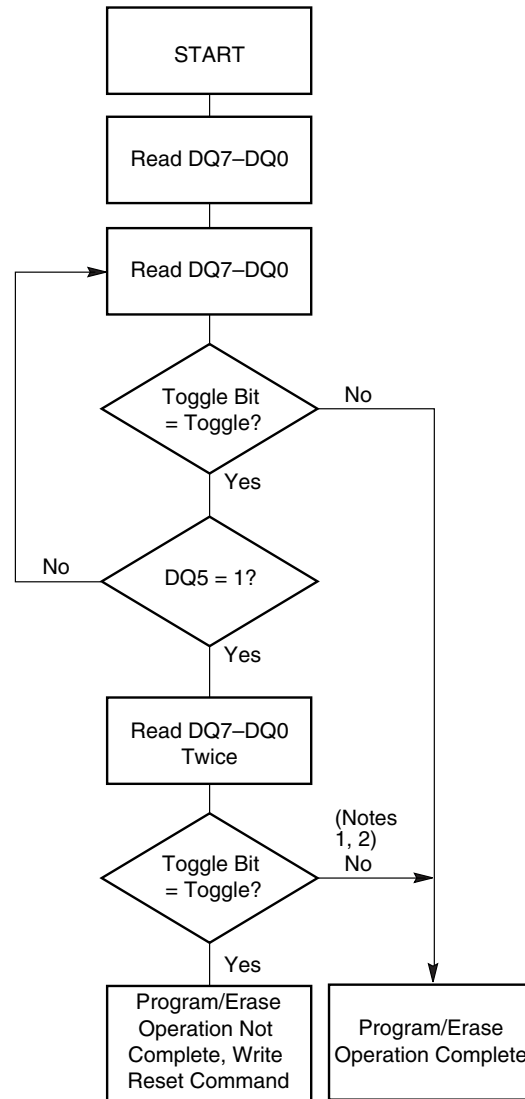 START
Read DQ7–DQ0
Read DQ7–DQ0
Toggle Bit
= Toggle?
No
Yes
DQ5 = 1?
No
Yes
Read DQ7–DQ0
Twice
(Notes
1, 2)
Toggle Bit
= Toggle?
No
Yes
Program/Erase
Operation Not
Complete, Write
Reset Command
Program/Erase
Operation Complete